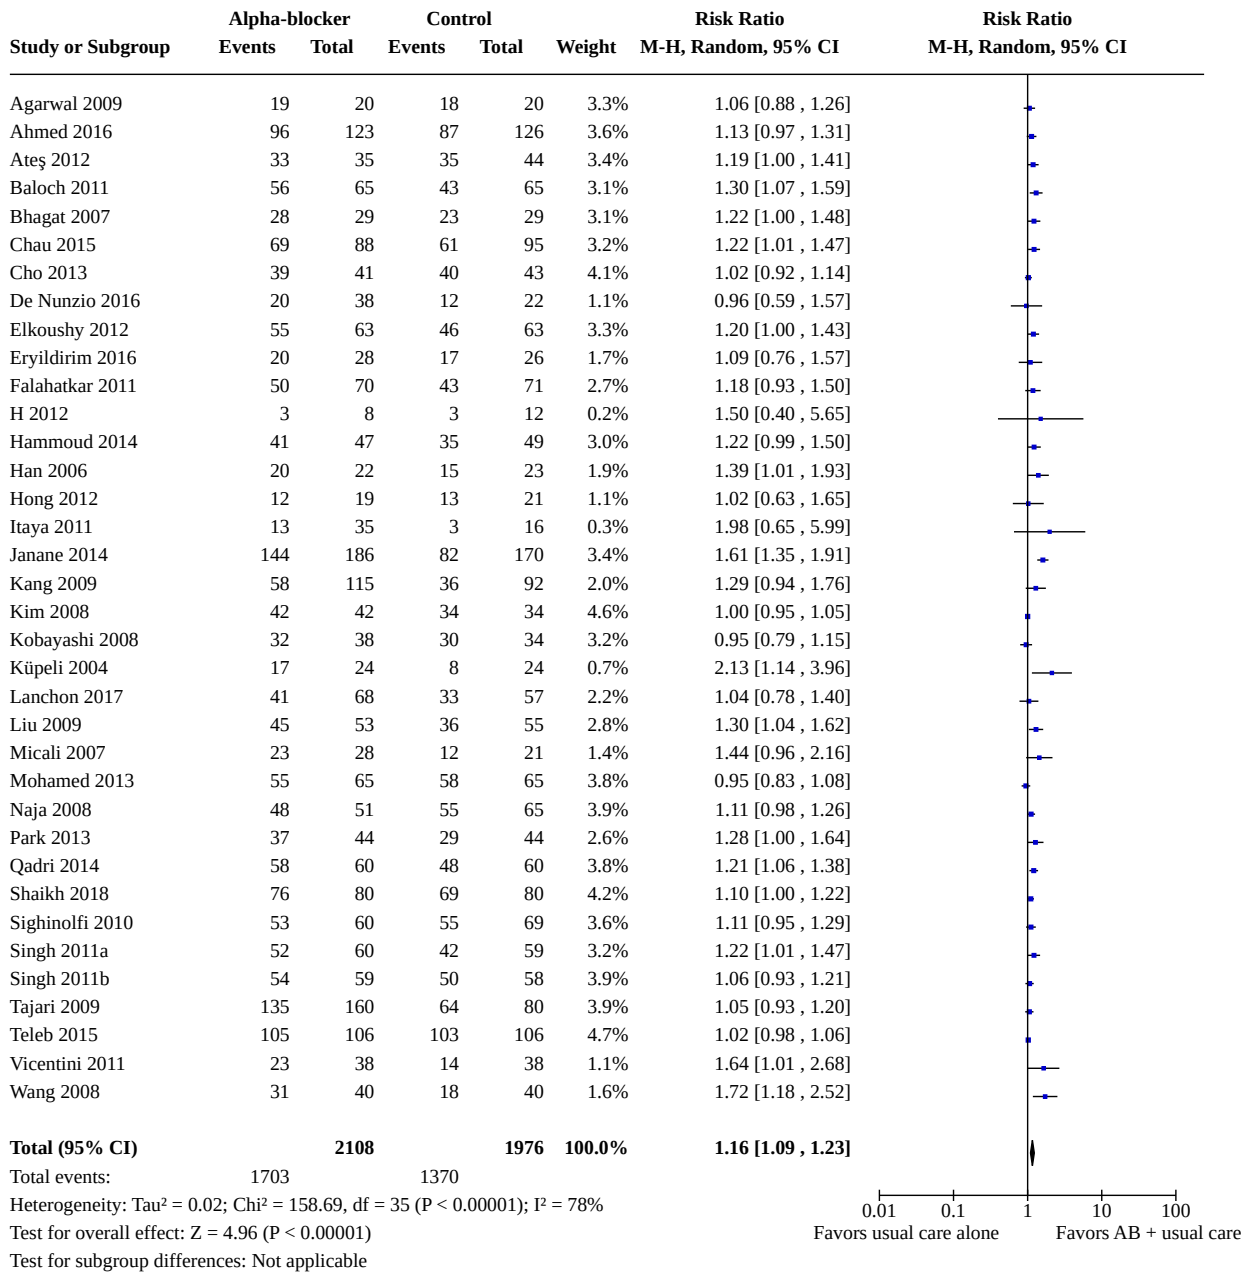 Alpha-blocker Control Risk Ratio Risk Ratio
Study or Subgroup Events Total Events Total Weight M-H, Random, 95% CI M-H, Random, 95% CI
Agarwal 2009 19 20 18 20 3.3% 1.06 [0.88 , 1.26]
Ahmed 2016 96 123 87 126 3.6% 1.13 [0.97 , 1.31]
Ateş 2012 33 35 35 44 3.4% 1.19 [1.00 , 1.41]
Baloch 2011 56 65 43 65 3.1% 1.30 [1.07 , 1.59]
Bhagat 2007 28 29 23 29 3.1% 1.22 [1.00 , 1.48]
Chau 2015 69 88 61 95 3.2% 1.22 [1.01 , 1.47]
Cho 2013 39 41 40 43 4.1% 1.02 [0.92 , 1.14]
De Nunzio 2016 20 38 12 22 1.1% 0.96 [0.59 , 1.57]
Elkoushy 2012 55 63 46 63 3.3% 1.20 [1.00 , 1.43]
Eryildirim 2016 20 28 17 26 1.7% 1.09 [0.76 , 1.57]
Falahatkar 2011 50 70 43 71 2.7% 1.18 [0.93 , 1.50]
H 2012 3 8 3 12 0.2% 1.50 [0.40 , 5.65]
Hammoud 2014 41 47 35 49 3.0% 1.22 [0.99 , 1.50]
Han 2006 20 22 15 23 1.9% 1.39 [1.01 , 1.93]
Hong 2012 12 19 13 21 1.1% 1.02 [0.63 , 1.65]
Itaya 2011 13 35 3 16 0.3% 1.98 [0.65 , 5.99]
Janane 2014 144 186 82 170 3.4% 1.61 [1.35 , 1.91]
Kang 2009 58 115 36 92 2.0% 1.29 [0.94 , 1.76]
Kim 2008 42 42 34 34 4.6% 1.00 [0.95 , 1.05]
Kobayashi 2008 32 38 30 34 3.2% 0.95 [0.79 , 1.15]
Küpeli 2004 17 24 8 24 0.7% 2.13 [1.14 , 3.96]
Lanchon 2017 41 68 33 57 2.2% 1.04 [0.78 , 1.40]
Liu 2009 45 53 36 55 2.8% 1.30 [1.04 , 1.62]
Micali 2007 23 28 12 21 1.4% 1.44 [0.96 , 2.16]
Mohamed 2013 55 65 58 65 3.8% 0.95 [0.83 , 1.08]
Naja 2008 48 51 55 65 3.9% 1.11 [0.98 , 1.26]
Park 2013 37 44 29 44 2.6% 1.28 [1.00 , 1.64]
Qadri 2014 58 60 48 60 3.8% 1.21 [1.06 , 1.38]
Shaikh 2018 76 80 69 80 4.2% 1.10 [1.00 , 1.22]
Sighinolfi 2010 53 60 55 69 3.6% 1.11 [0.95 , 1.29]
Singh 2011a 52 60 42 59 3.2% 1.22 [1.01 , 1.47]
Singh 2011b 54 59 50 58 3.9% 1.06 [0.93 , 1.21]
Tajari 2009 135 160 64 80 3.9% 1.05 [0.93 , 1.20]
Teleb 2015 105 106 103 106 4.7% 1.02 [0.98 , 1.06]
Vicentini 2011 23 38 14 38 1.1% 1.64 [1.01 , 2.68]
Wang 2008 31 40 18 40 1.6% 1.72 [1.18 , 2.52]
Total (95% CI) 2108 1976 100.0% 1.16 [1.09 , 1.23]
Total events: 1703 1370
Heterogeneity: Tau² = 0.02; Chi² = 158.69, df = 35 (P < 0.00001); I² = 78%
0.01 0.1 1 10 100
Test for overall effect: Z = 4.96 (P < 0.00001)
Favors usual care alone Favors AB + usual care
Test for subgroup differences: Not applicable